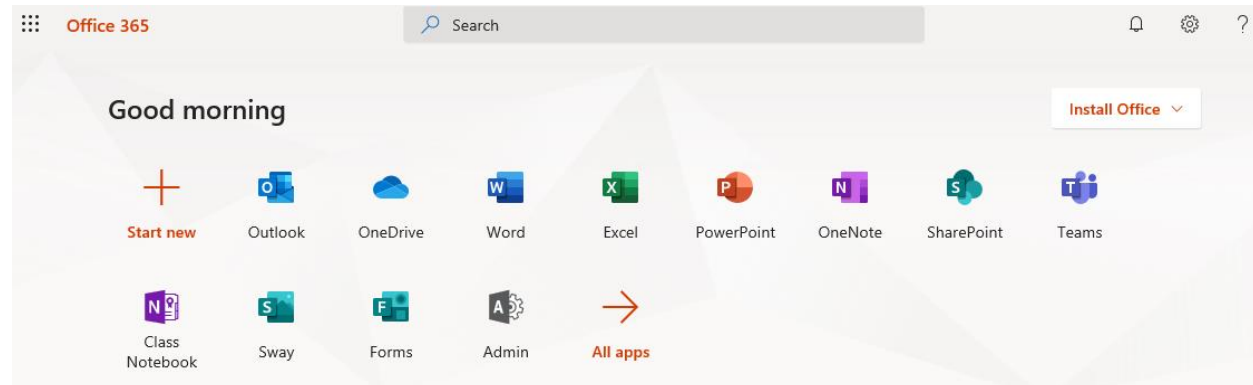 Office 365
Search
?
Good morning
Install Office
Start new
O
Outlook
OneDrive
W
Word
X
Excel
P
PowerPoint
N
OneNote
S
SharePoint
T
Teams
N
Class
Notebook
S
Sway
F
Forms
A
Admin
All apps